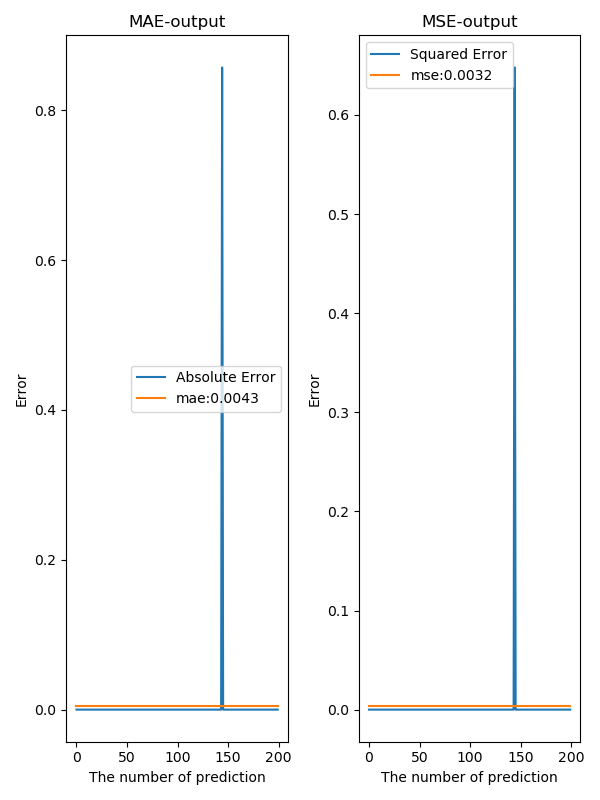 MAE-output
0.8
0.6
0.4
0.2
0.0
Error
Absolute Error
mae:0.0043
0 50 100 150 200
The number of prediction
MSE-output
Squared Error
mse:0.0032
0.6
0.5
0.4
0.3
0.2
0.1
0.0
Error
0 50 100 150 200
The number of prediction